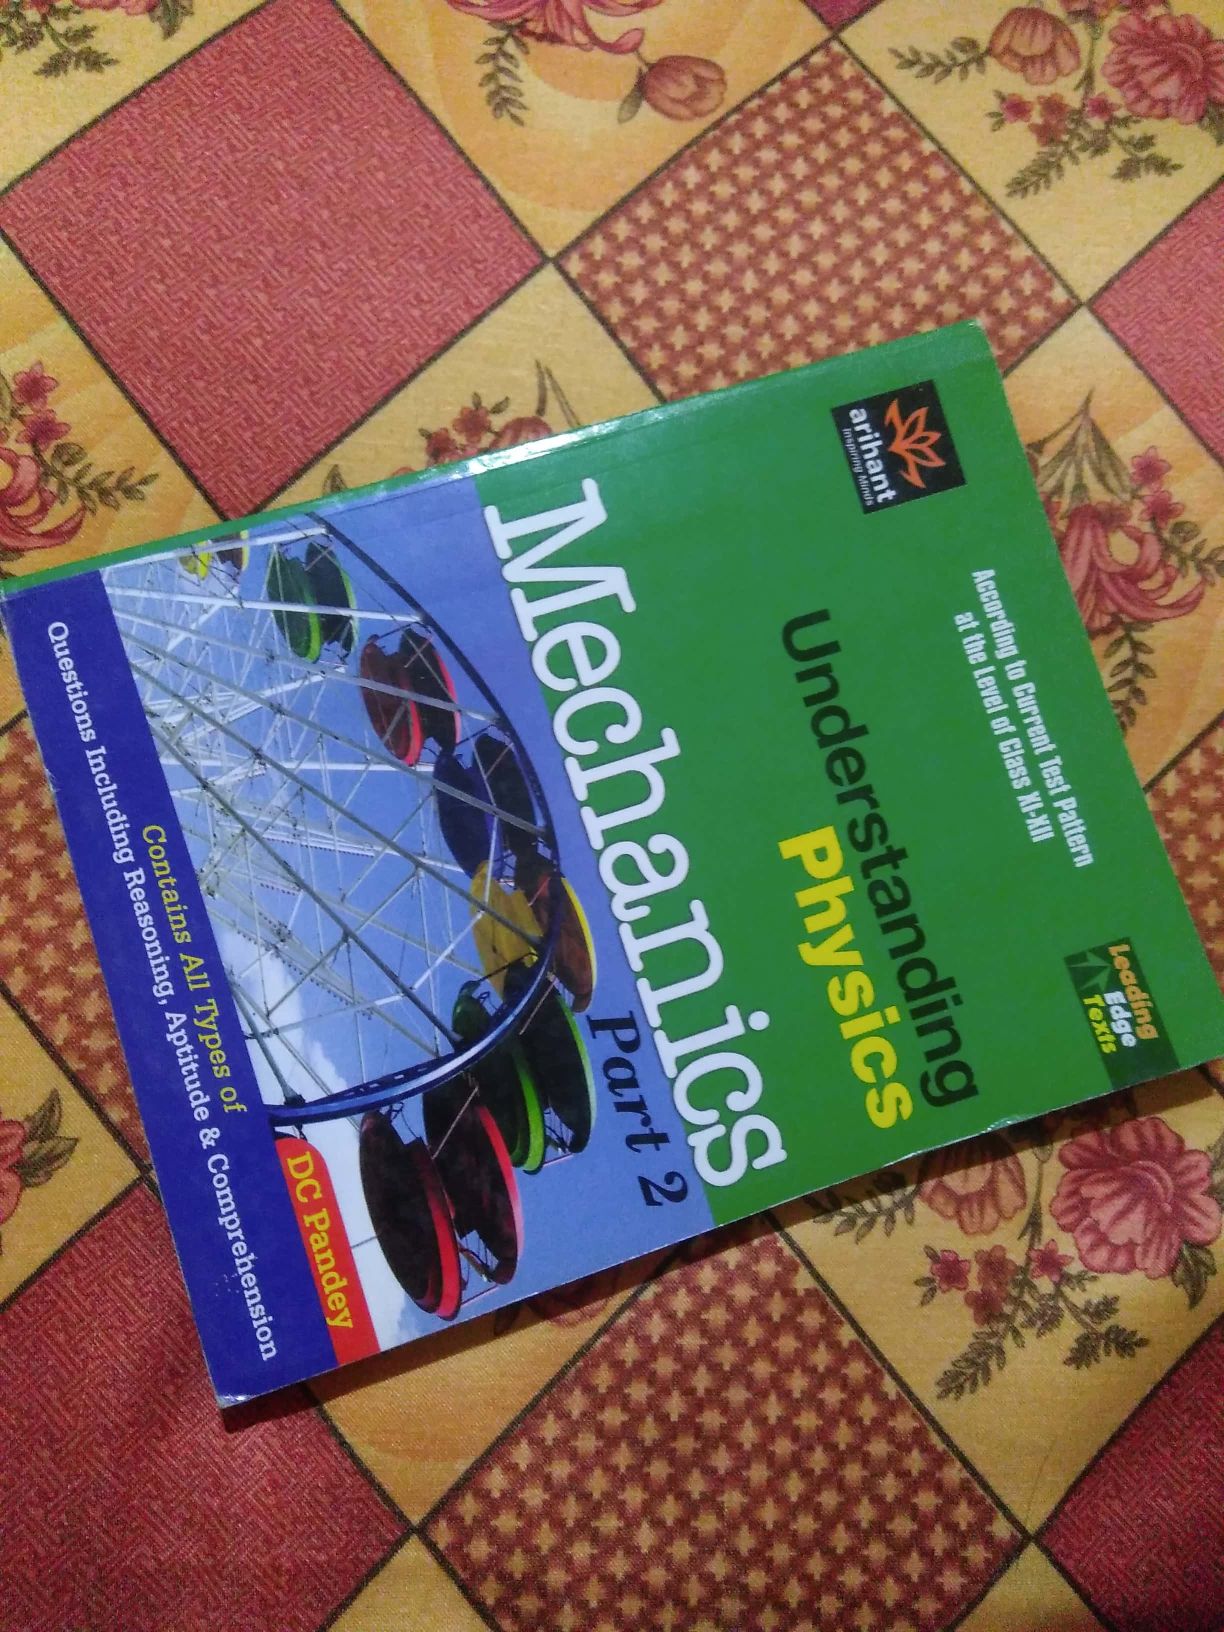 According to Current Test Pattern
at the Level of Class XI-XII
arihant
Inspiring Minds
Leading
Edge
Texts
Understanding
Physics
Mechanics
Part 2
DC Pandey
Contains All Types of
Questions Including Reasoning, Aptitude & Comprehension